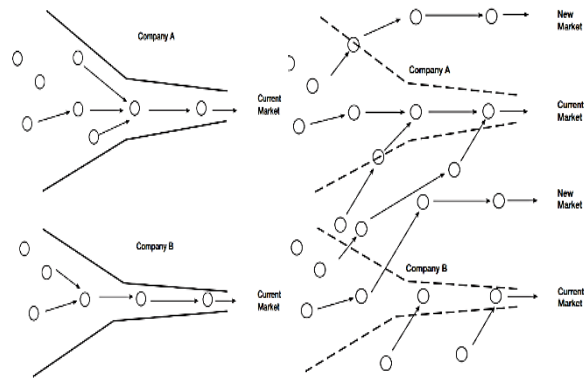 Company A
Current
Market
Company B
Current
Market
New
Market
Company A
Current
Market
New
Market
Company B
Current
Market